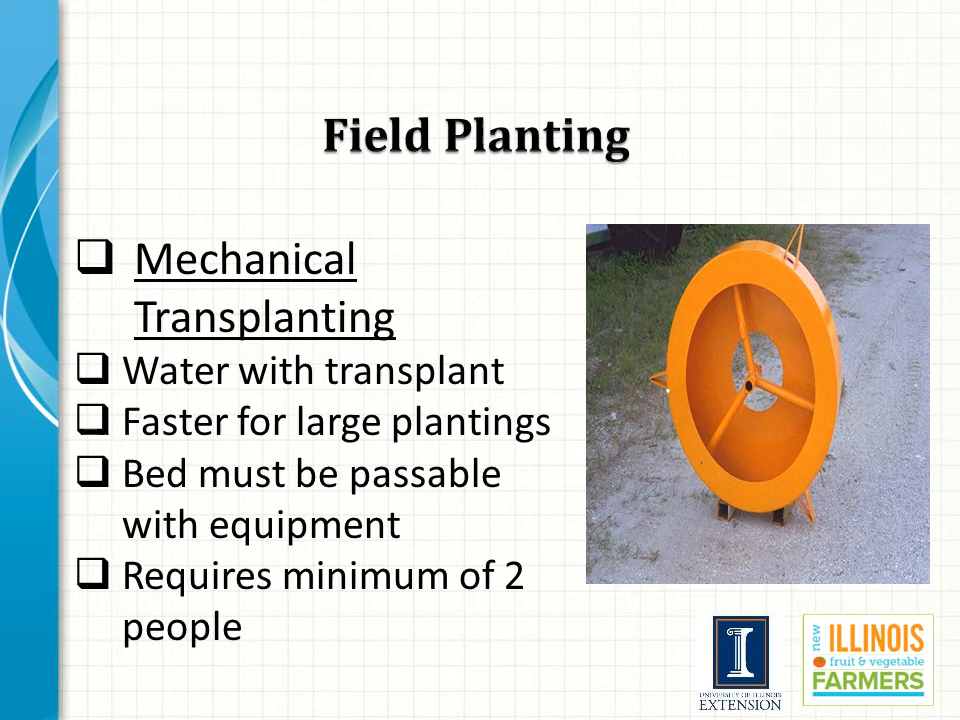 Field Planting
❑ Mechanical
Transplanting
❑ Water with transplant
❑ Faster for large plantings
❑ Bed must be passable
with equipment
❑ Requires minimum of 2
people
I
UNIVERSITY OF ILLINOIS
EXTENSION
new
ILLINOIS
fruit & vegetable
FARMERS